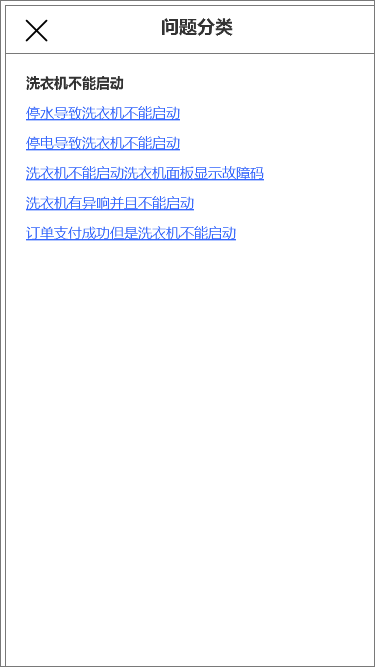 问题分类
洗衣机不能启动
停水导致洗衣机不能启动
停电导致洗衣机不能启动
洗衣机不能启动洗衣机面板显示故障码
洗衣机有异响并且不能启动
订单支付成功但是洗衣机不能启动